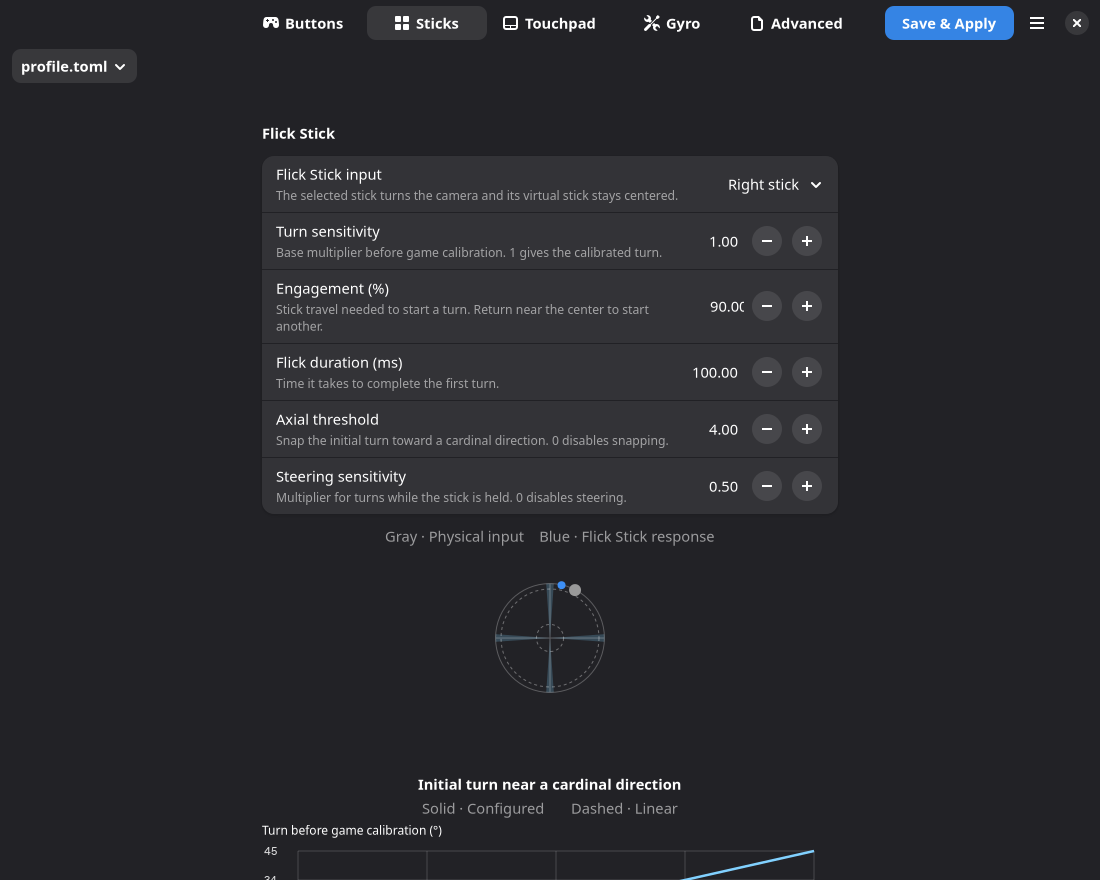 Buttons
Sticks
Touchpad
Gyro
Advanced
Save & Apply
profile.toml
Flick Stick
Flick Stick input
Right stick
The selected stick turns the camera and its virtual stick stays centered.
Turn sensitivity
1.00
Base multiplier before game calibration. 1 gives the calibrated turn.
Engagement (%)
90.00
Stick travel needed to start a turn. Return near the center to start
another.
Flick duration (ms)
100.00
Time it takes to complete the first turn.
Axial threshold
4.00
Snap the initial turn toward a cardinal direction. 0 disables snapping.
Steering sensitivity
0.50
Multiplier for turns while the stick is held. 0 disables steering.
Gray · Physical input Blue · Flick Stick response
Initial turn near a cardinal direction
Solid · Configured Dashed · Linear
Turn before game calibration (°)
45
34